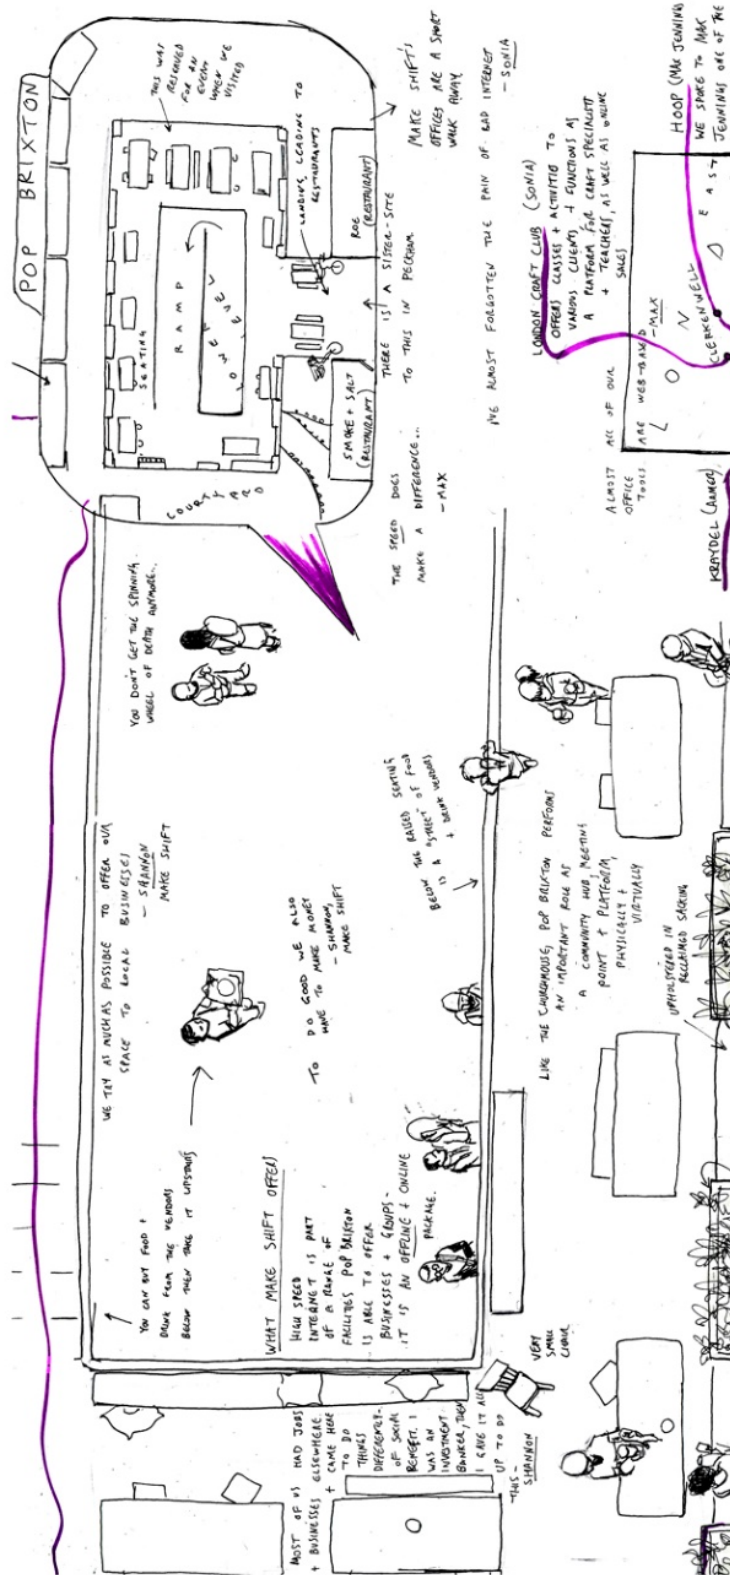 POP BRIXTON
THIS WAS
RESERVED
FOR AN
EVENT
WHEN WE
VISITED
SEATING
RAMP
LOWER LEVEL
LANDING LEADING TO
RESTAURANTS
ROE
(RESTAURANT)
SMOKE + SALT
(RESTAURANT)
COURTYARD
MAKE SHIFT'S
OFFICES ARE A SHORT
WALK AWAY
THERE IS A SISTER-SITE
TO THIS IN PECKHAM.
THE SPEED DOES
MAKE A DIFFERENCE...
- MAX
I'VE ALMOST FORGOTTEN THE PAIN OF BAD INTERNET
- SONIA
LONDON CRAFT CLUB (SONIA)
OFFERS CLASSES + ACTIVITIES TO
VARIOUS CLIENTS + FUNCTIONS AS
A PLATFORM FOR CRAFT SPECIALISTS
+ TEACHERS, AS WELL AS ONLINE
SALES
HOOP (MAX JENNINGS
WE SPOKE TO MAX
JENNINGS ONE OF THE
ALMOST ALL OF OUR
OFFICE TOOLS ARE WEB-BASED
- MAX
CLERKENWELL
EAST
LOND
KRAYDEL (
YOU DON'T GET THE SPINNING
WHEEL OF DEATH ANYMORE...
WE TRY AS MUCH AS POSSIBLE TO OFFER OUR
SPACE TO LOCAL BUSINESSES
- SHANNON
MAKE SHIFT
TO DO GOOD WE ALSO
HAVE TO MAKE MONEY
- SHANNON,
MAKE SHIFT
BELOW THE RAISED SEATING
IS A "STREET" OF FOOD
+ DRINK VENDORS
LIKE THE CHURCHHOUSE, POP BRIXTON PERFORMS
AN IMPORTANT ROLE AS
A COMMUNITY HUB, MEETING
POINT + PLATFORM,
PHYSICALLY +
VIRTUALLY
UPHOLSTERED IN
RECLAIMED SACKING
YOU CAN BUY FOOD +
DRINK FROM THE VENDORS
BELOW THEN TAKE IT UPSTAIRS
WHAT MAKE SHIFT OFFERS
HIGH SPEED
INTERNET IS PART
OF A RANGE OF
FACILITIES POP BRIXTON
IS ABLE TO OFFER
BUSINESSES + GROUPS -
IT IS AN OFFLINE + ONLINE
PACKAGE.
VERY
SMALL
CHAIR
MOST OF US HAD JOBS
+ BUSINESSES ELSEWHERE.
+ CAME HERE
TO DO
THINGS
DIFFERENTLY -
OF SOCIAL
BENEFIT. I
WAS AN
INVESTMENT
BANKER, THEN
I GAVE IT ALL
UP TO DO
THIS -
SHANNON